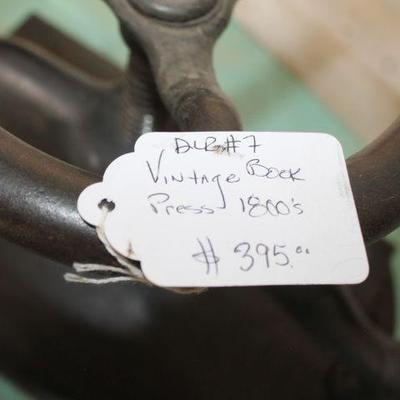 DLB#7
Vintage Book
Press 1800's
$ 395.00